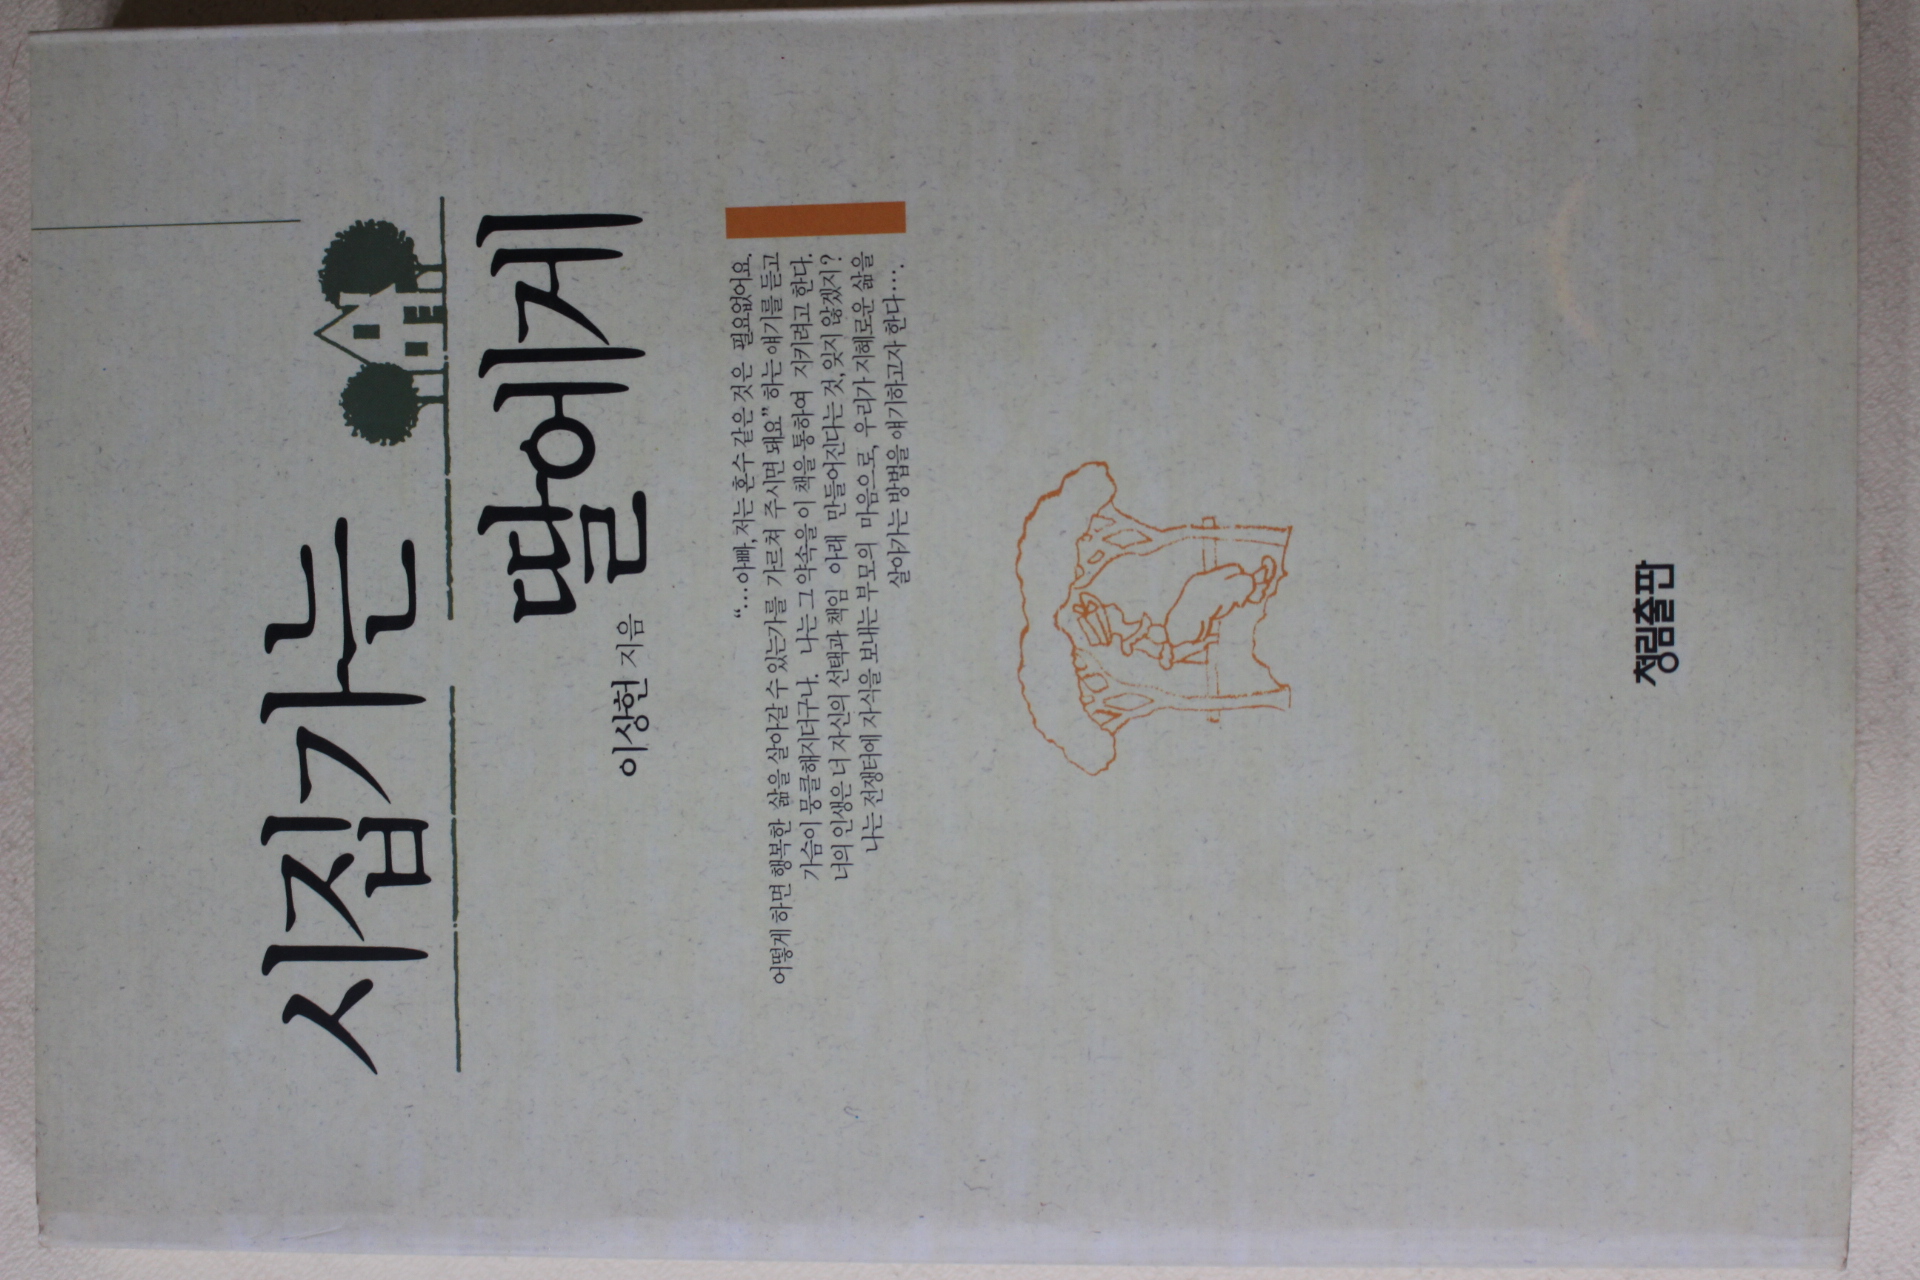 시집가는
딸에게
이상헌 지음
“…아빠, 저는 혼수 같은 것은 필요없어요.
어떻게 하면 행복한 삶을 살아갈 수 있는가를 가르쳐 주시면 돼요” 하는 얘기를 듣고
가슴이 뭉클해지더구나. 나는 그 약속을 이 책을 통하여 지키려고 한다.
너의 인생은 너 자신의 선택과 책임 아래 만들어진다는 것, 잊지 않겠지?
나는 전쟁터에 자식을 보내는 부모의 마음으로, 우리가 지혜로운 삶을
살아가는 방법을 얘기하고자 한다….
청림출판